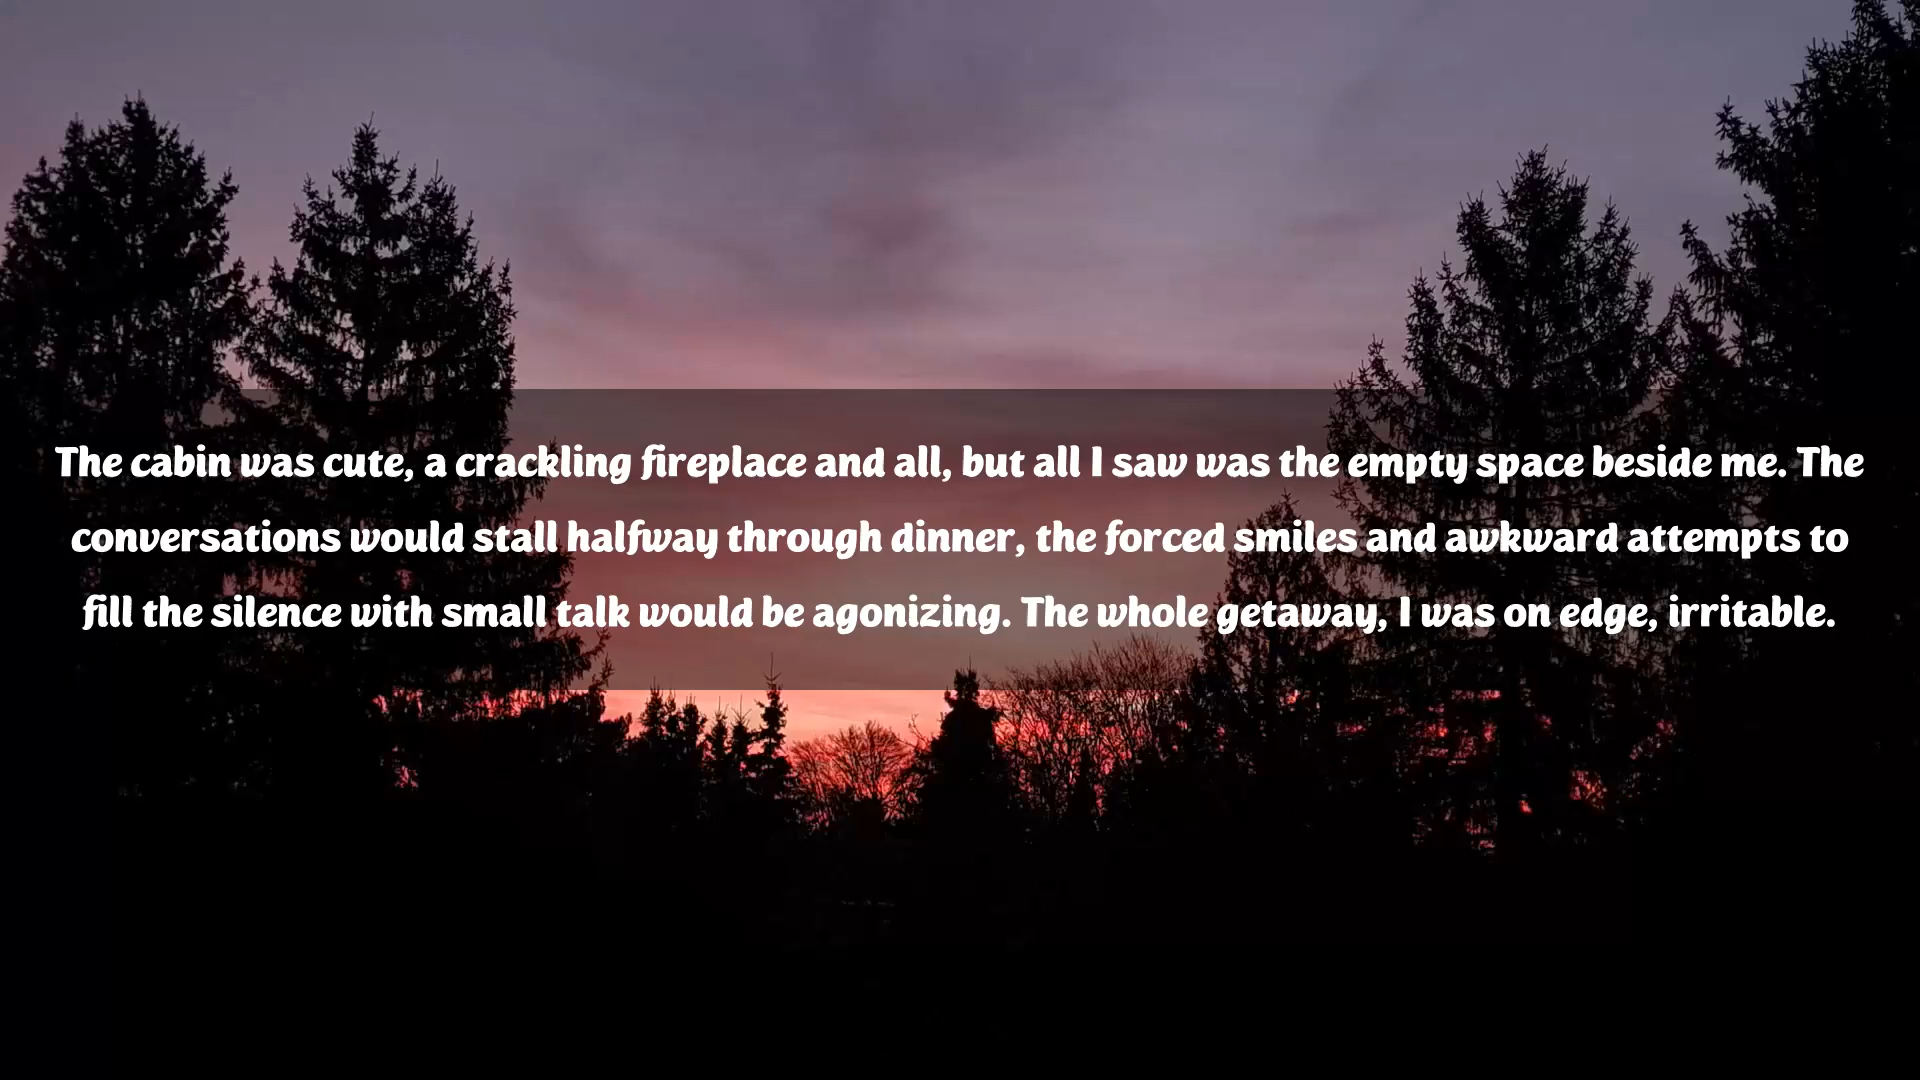 The cabin was cute, a crackling fireplace and all, but all I saw was the empty space beside me. The
conversations would stall halfway through dinner, the forced smiles and awkward attempts to
fill the silence with small talk would be agonizing. The whole getaway, I was on edge, irritable.